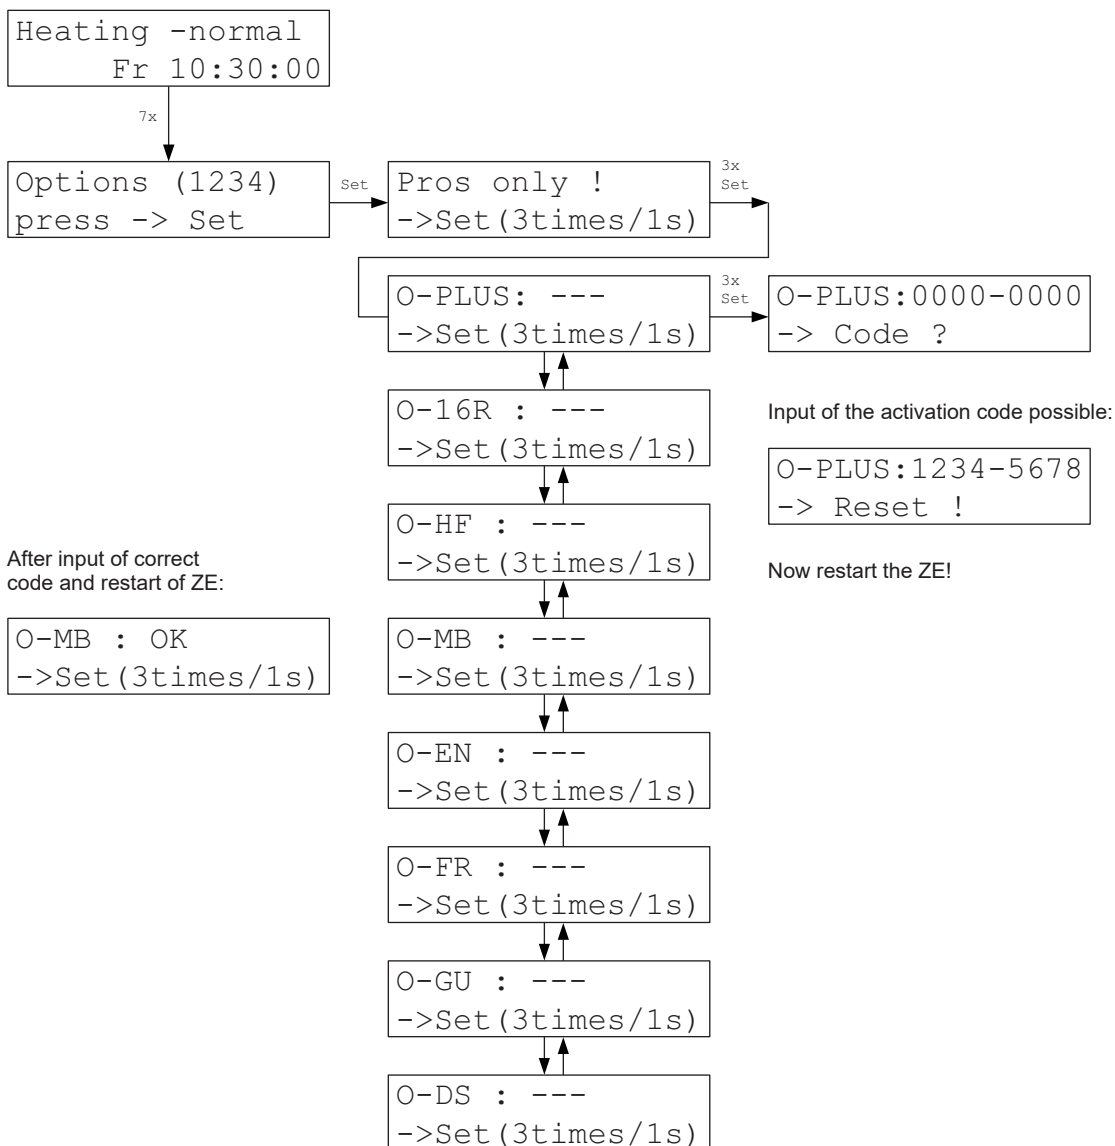 Heating -normal
Fr 10:30:00
7x
Options (1234)
press -> Set
Set
Pros only !
->Set(3times/1s)
3x
Set
O-PLUS: ---
->Set(3times/1s)
3x
Set
O-PLUS:0000-0000
-> Code ?
Input of the activation code possible:
O-PLUS:1234-5678
-> Reset !
Now restart the ZE!
O-16R : ---
->Set(3times/1s)
O-HF : ---
->Set(3times/1s)
After input of correct
code and restart of ZE:
O-MB : OK
->Set(3times/1s)
O-MB : ---
->Set(3times/1s)
O-EN : ---
->Set(3times/1s)
O-FR : ---
->Set(3times/1s)
O-GU : ---
->Set(3times/1s)
O-DS : ---
->Set(3times/1s)